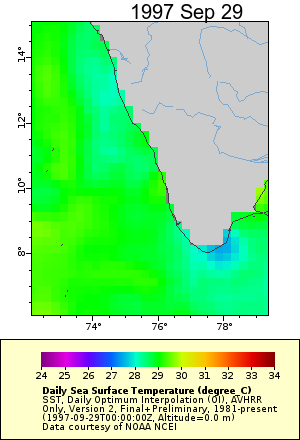 1997 Sep 29
14°
12°
10°
8°
74°
76°
78°
24 25 26 27 28 29 30 31 32 33 34
Daily Sea Surface Temperature (degree_C)
SST, Daily Optimum Interpolation (OI), AVHRR
Only, Version 2, Final+Preliminary, 1981-present
(1997-09-29T00:00:00Z, Altitude=0.0 m)
Data courtesy of NOAA NCEI